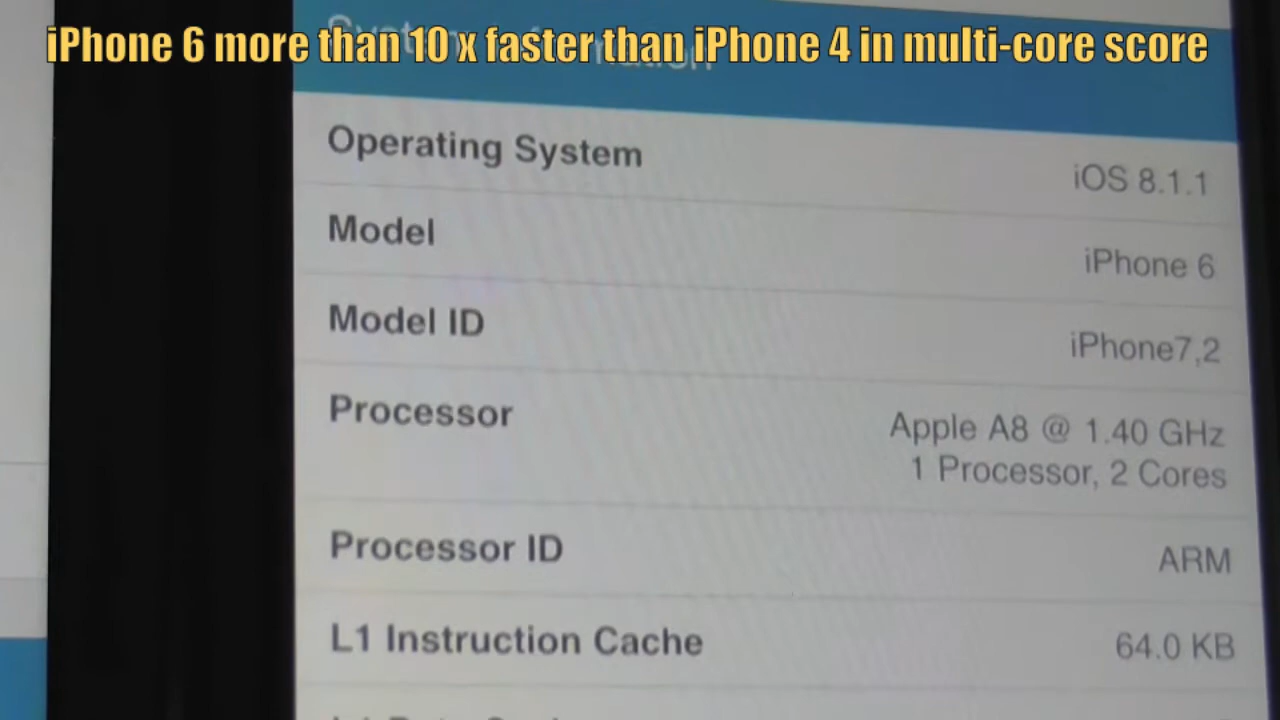 iPhone 6 more than 10 x faster than iPhone 4 in multi-core score
System Information
Operating System
iOS 8.1.1
Model
iPhone 6
Model ID
iPhone7,2
Processor
Apple A8 @ 1.40 GHz
1 Processor, 2 Cores
Processor ID
ARM
L1 Instruction Cache
64.0 KB